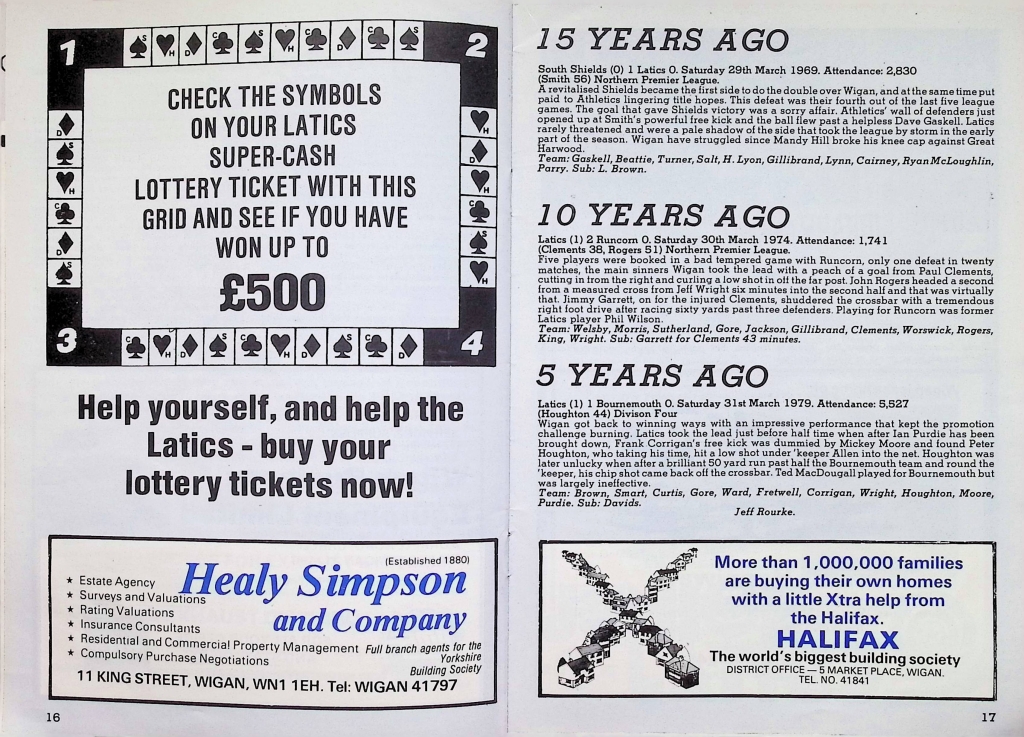 1
2
CHECK THE SYMBOLS
ON YOUR LATICS
SUPER-CASH
LOTTERY TICKET WITH THIS
GRID AND SEE IF YOU HAVE
WON UP TO
£500
3
4
Help yourself, and help the
Latics - buy your
lottery tickets now!
(Established 1880)
Healy Simpson
and Company
★ Estate Agency
★ Surveys and Valuations
★ Rating Valuations
★ Insurance Consultants
★ Residential and Commercial Property Management
★ Compulsory Purchase Negotiations
Full branch agents for the
Yorkshire
Building Society
11 KING STREET, WIGAN, WN1 1EH. Tel: WIGAN 41797
16
15 YEARS AGO
South Shields (0) 1 Latics 0. Saturday 29th March 1969. Attendance: 2,830
(Smith 56) Northern Premier League.
A revitalised Shields became the first side to do the double over Wigan, and at the same time put
paid to Athletics lingering title hopes. This defeat was their fourth out of the last five league
games. The goal that gave Shields victory was a sorry affair. Athletics' wall of defenders just
opened up at Smith's powerful free kick and the ball flew past a helpless Dave Gaskell. Latics
rarely threatened and were a pale shadow of the side that took the league by storm in the early
part of the season. Wigan have struggled since Mandy Hill broke his knee cap against Great
Harwood.
Team: Gaskell, Beattie, Turner, Salt, H. Lyon, Gillibrand, Lynn, Cairney, Ryan McLoughlin,
Parry. Sub: L. Brown.
10 YEARS AGO
Latics (1) 2 Runcorn 0. Saturday 30th March 1974. Attendance: 1,741
(Clements 38, Rogers 51) Northern Premier League.
Five players were booked in a bad tempered game with Runcorn, only one defeat in twenty
matches, the main sinners Wigan took the lead with a peach of a goal from Paul Clements,
cutting in from the right and curling a low shot in off the far post. John Rogers headed a second
from a measured cross from Jeff Wright six minutes into the second half and that was virtually
that. Jimmy Garrett, on for the injured Clements, shuddered the crossbar with a tremendous
right foot drive after racing sixty yards past three defenders. Playing for Runcorn was former
Latics player Phil Wilson.
Team: Welsby, Morris, Sutherland, Gore, Jackson, Gillibrand, Clements, Worswick, Rogers,
King, Wright. Sub: Garrett for Clements 43 minutes.
5 YEARS AGO
Latics (1) 1 Bournemouth 0. Saturday 31st March 1979. Attendance: 5,527
(Houghton 44) Divison Four
Wigan got back to winning ways with an impressive performance that kept the promotion
challenge burning. Latics took the lead just before half time when after Ian Purdie has been
brought down, Frank Corrigan's free kick was dummied by Mickey Moore and found Peter
Houghton, who taking his time, hit a low shot under 'keeper Allen into the net. Houghton was
later unlucky when after a brilliant 50 yard run past half the Bournemouth team and round the
'keeper, his chip shot came back off the crossbar. Ted MacDougall played for Bournemouth but
was largely ineffective.
Team: Brown, Smart, Curtis, Gore, Ward, Fretwell, Corrigan, Wright, Houghton, Moore,
Purdie. Sub: Davids.
Jeff Rourke.
More than 1,000,000 families
are buying their own homes
with a little Xtra help from
the Halifax.
HALIFAX
The world's biggest building society
DISTRICT OFFICE — 5 MARKET PLACE, WIGAN.
TEL. NO. 41841
17